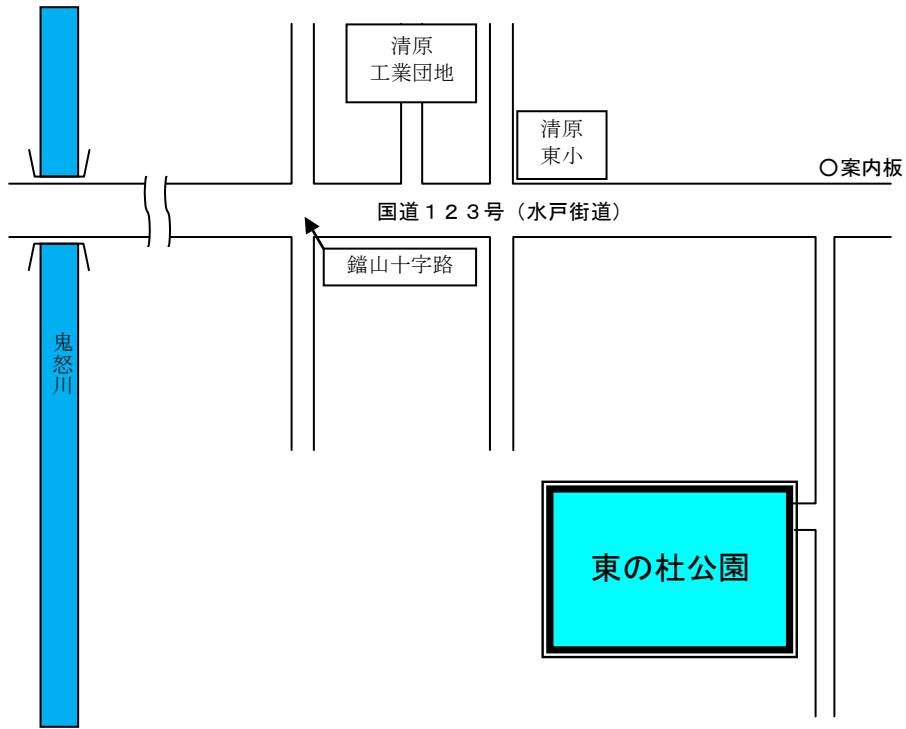 清原
工業団地
清原
東小
○案内板
国道１２３号（水戸街道）
鐺山十字路
鬼怒川
東の杜公園